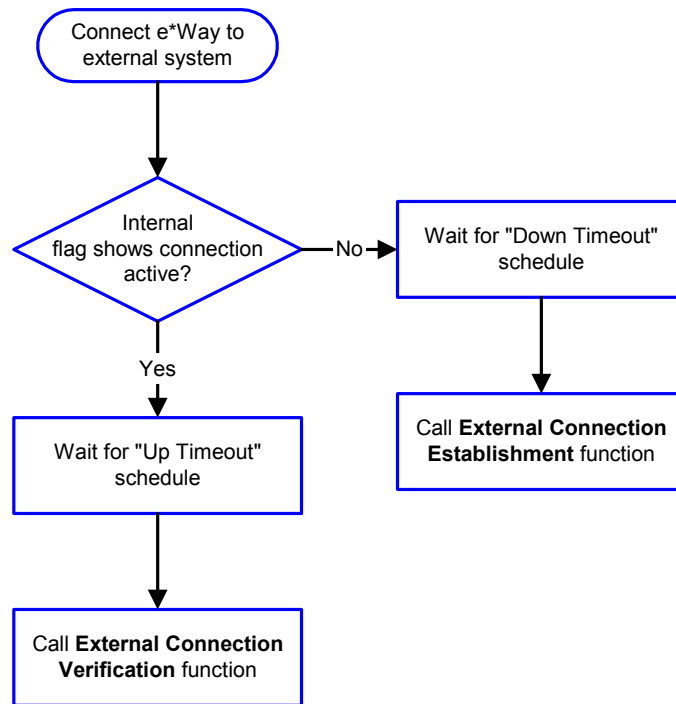 Connect e*Way to
external system
Internal
flag shows connection
active?
No
Wait for "Down Timeout"
schedule
Call External Connection
Establishment function
Yes
Wait for "Up Timeout"
schedule
Call External Connection
Verification function